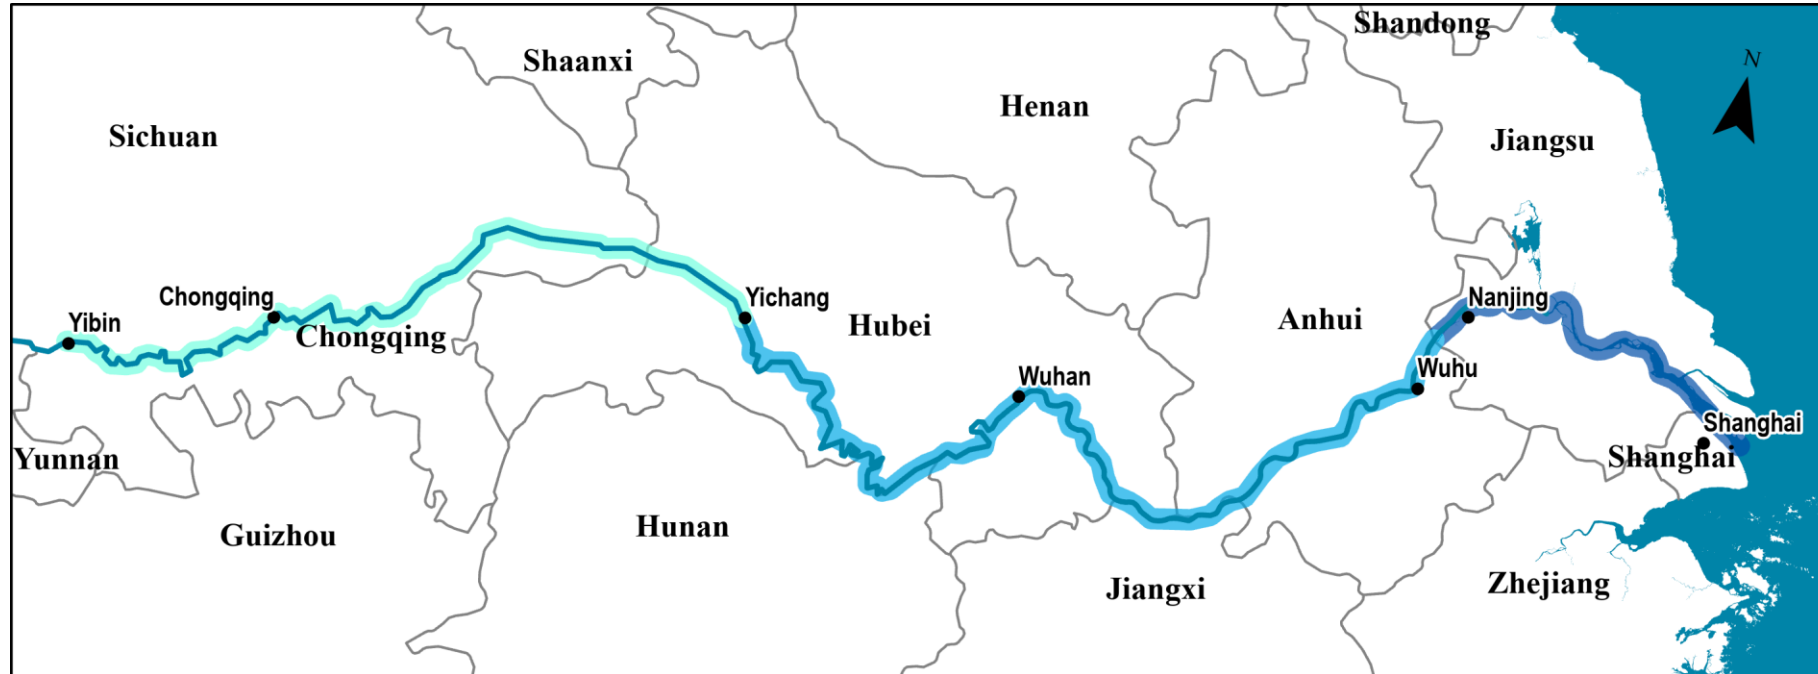 Shandong
Shaanxi
N
Henan
Sichuan
Jiangsu
Chongqing
Yichang
Nanjing
Yibin
Hubei
Anhui
Chongqing
Wuhan
Wuhu
Shanghai
Yunnan
Shanghai
Guizhou
Hunan
Jiangxi
Zhejiang